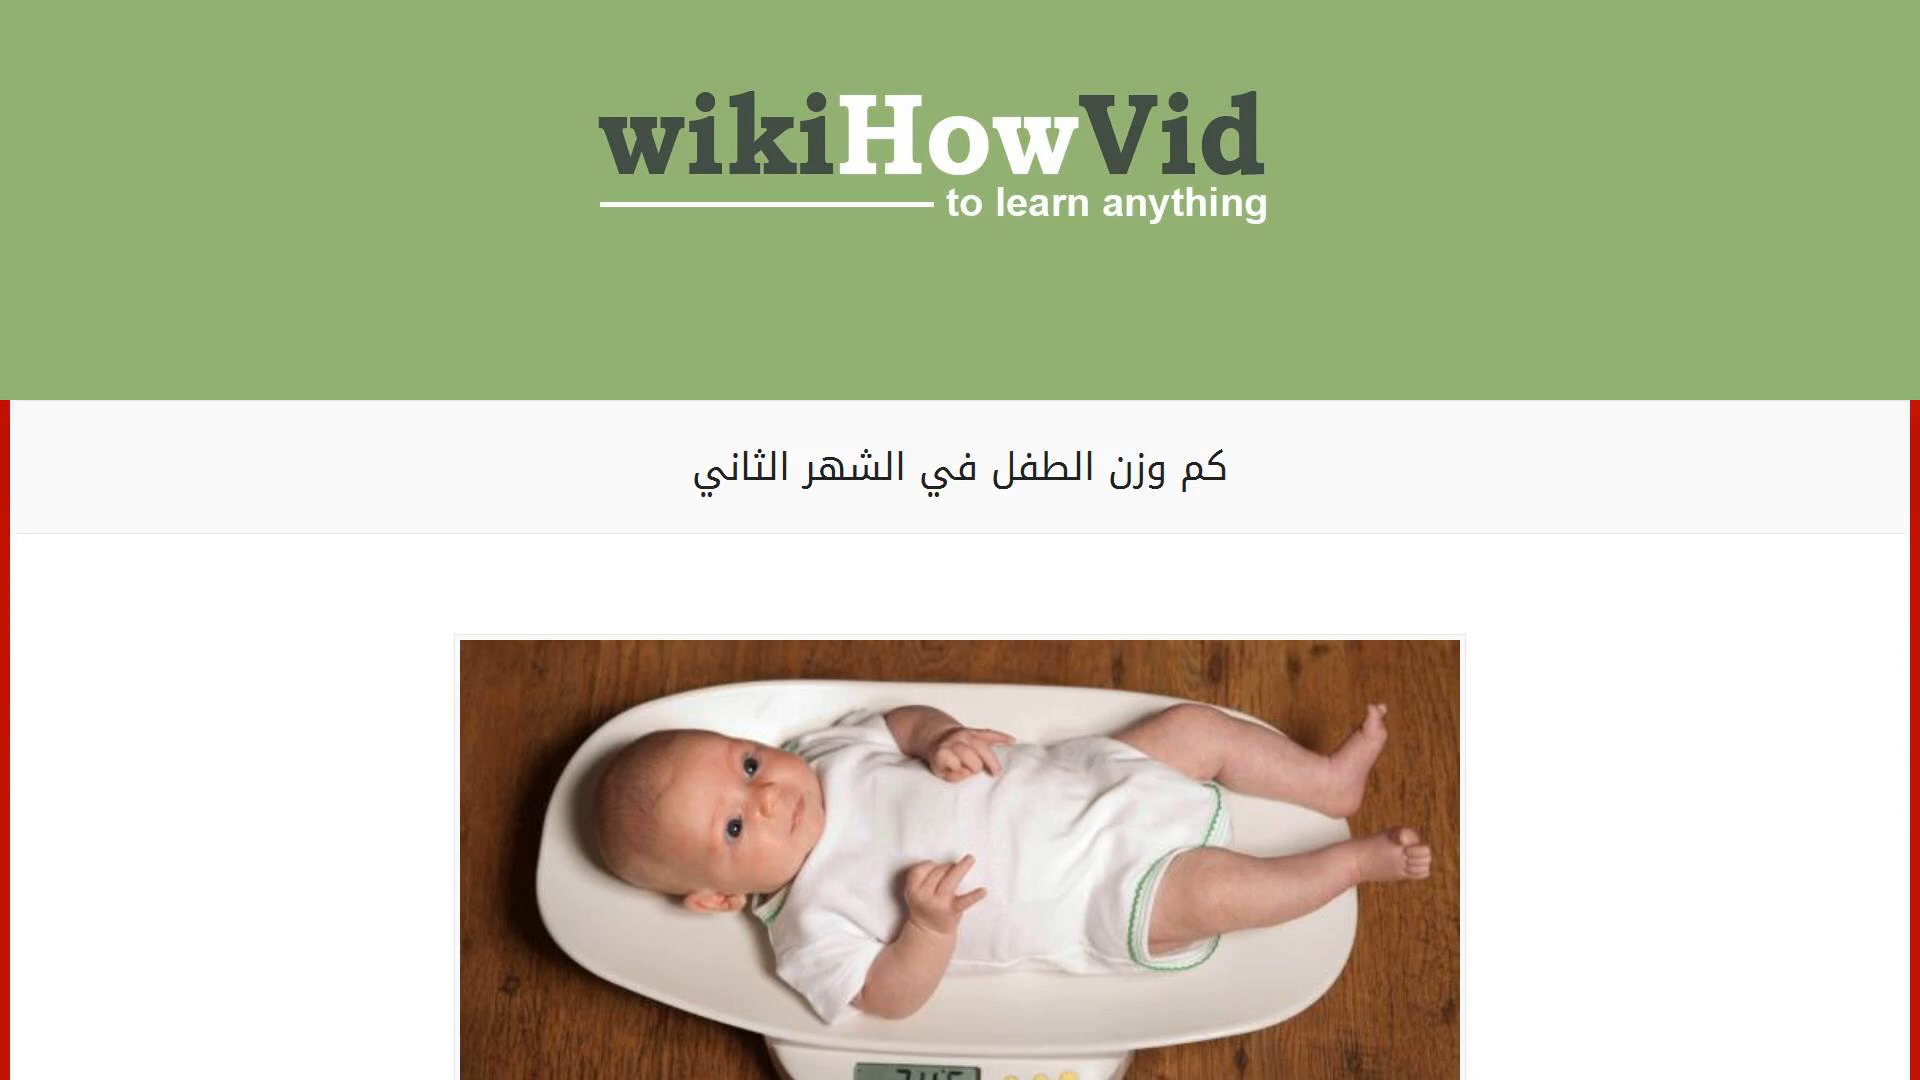 wikiHowVid
to learn anything
كم وزن الطفل في الشهر الثاني